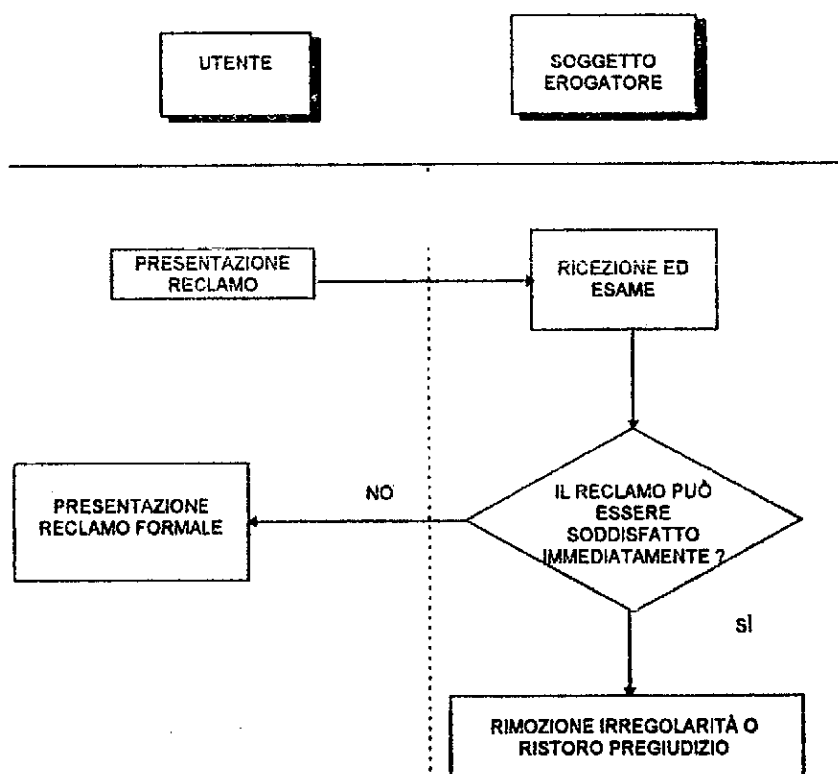 UTENTE
SOGGETTO
EROGATORE
PRESENTAZIONE
RECLAMO
RICEZIONE ED
ESAME
PRESENTAZIONE
RECLAMO FORMALE
NO
IL RECLAMO PUÒ
ESSERE
SODDISFATTO
IMMEDIATAMENTE ?
sì
RIMOZIONE IRREGOLARITÀ O
RISTORO PREGIUDIZIO